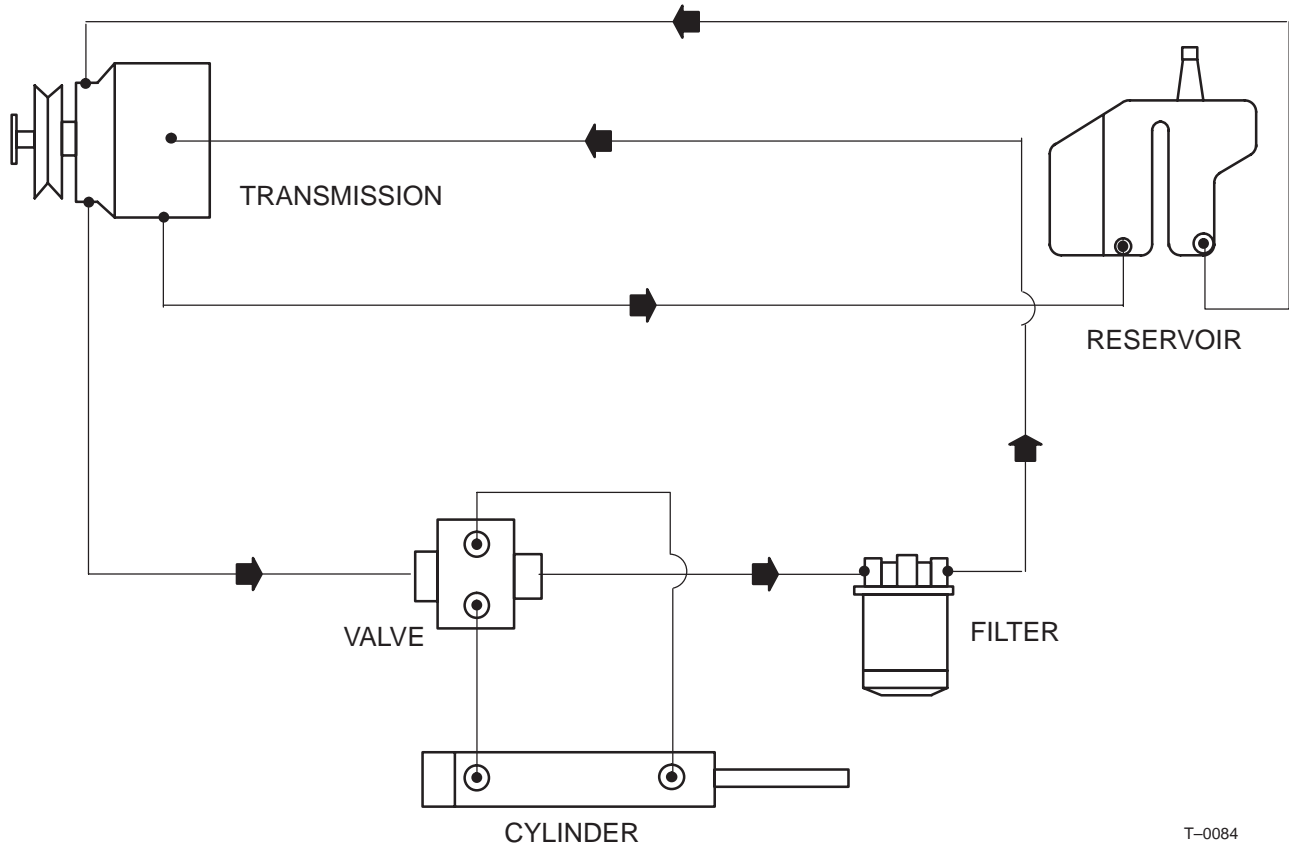 TRANSMISSION
RESERVOIR
VALVE
FILTER
CYLINDER
T–0084